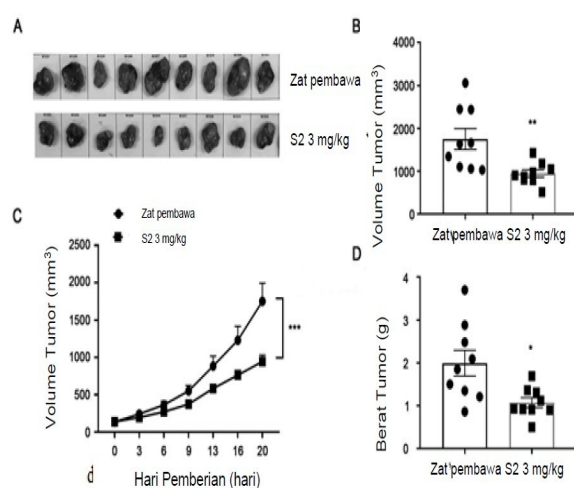 A
Zat pembawa
S2 3 mg/kg
B
Volume Tumor (mm³)
4000
3000
2000
1000
0
**
Zat pembawa S2 3 mg/kg
C
Zat pembawa
S2 3 mg/kg
Volume Tumor (mm³)
2500
2000
1500
1000
500
0
***
0 3 6 9 13 16 20
d
Hari Pemberian (hari)
D
Berat Tumor (g)
4
3
2
1
0
*
Zat pembawa S2 3 mg/kg